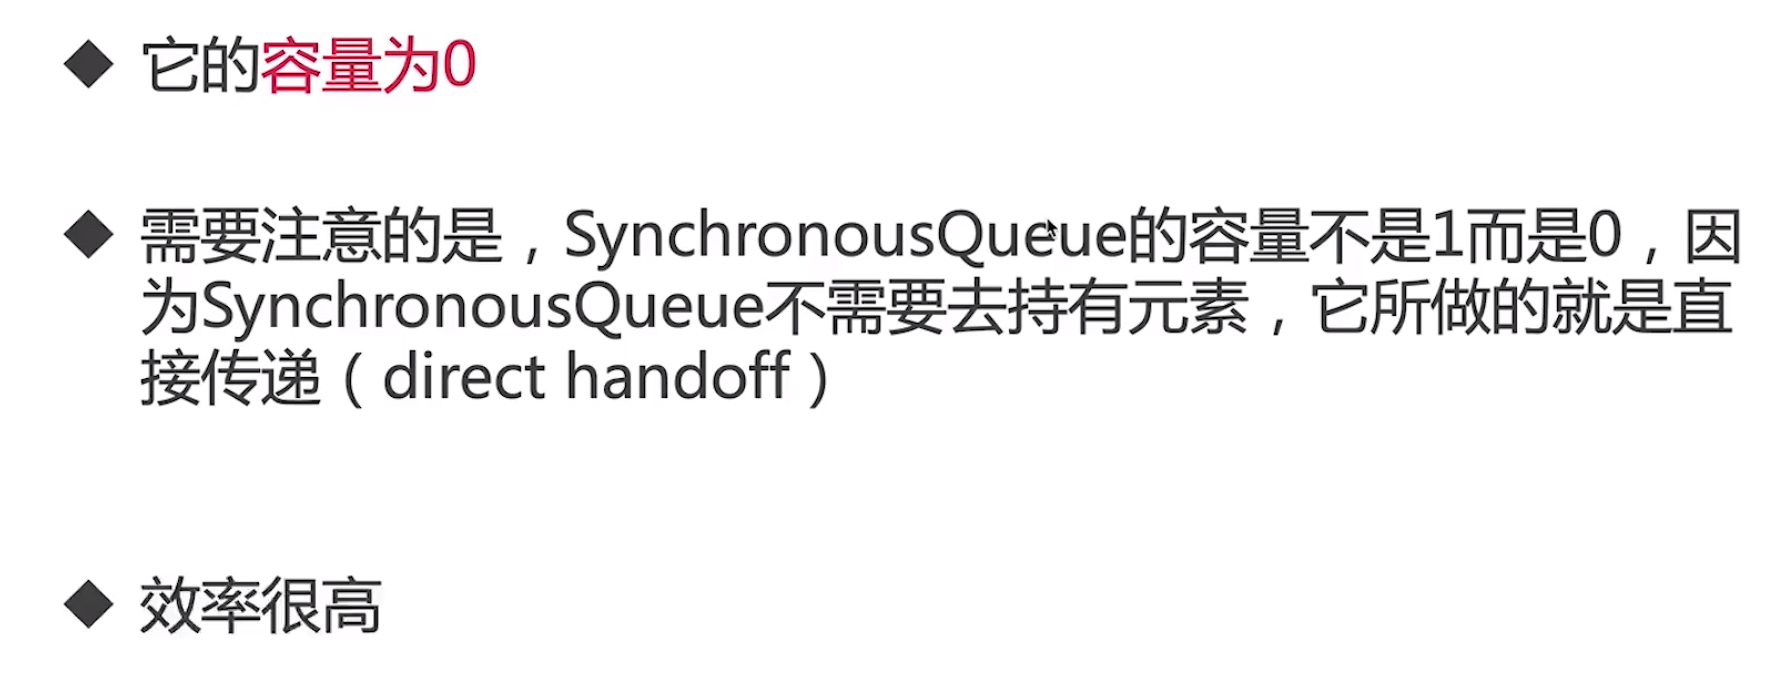 ◆ 它的容量为0
◆ 需要注意的是，SynchronousQueue的容量不是1而是0，因
为SynchronousQueue不需要去持有元素，它所做的就是直
接传递（direct handoff）
◆ 效率很高